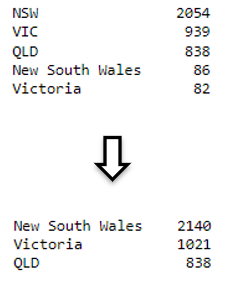 NSW 2054
VIC 939
QLD 838
New South Wales 86
Victoria 82
New South Wales 2140
Victoria 1021
QLD 838